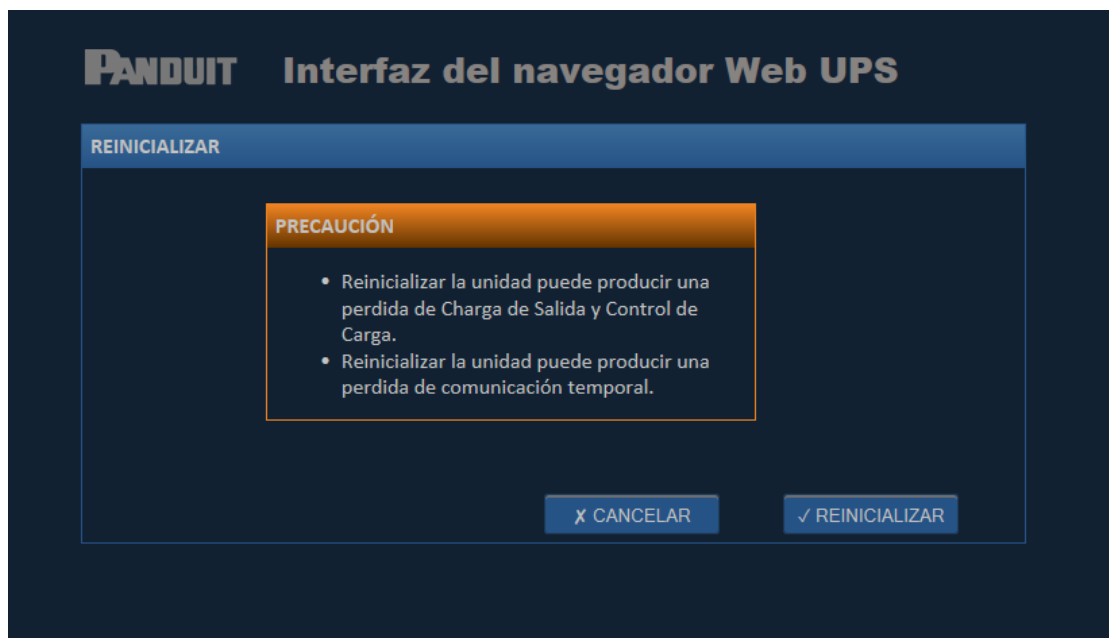 PANDUIT Interfaz del navegador Web UPS
REINICIALIZAR
PRECAUCIÓN
• Reinicializar la unidad puede producir una
perdida de Charga de Salida y Control de
Carga.
• Reinicializar la unidad puede producir una
perdida de comunicación temporal.
✗ CANCELAR ✓ REINICIALIZAR